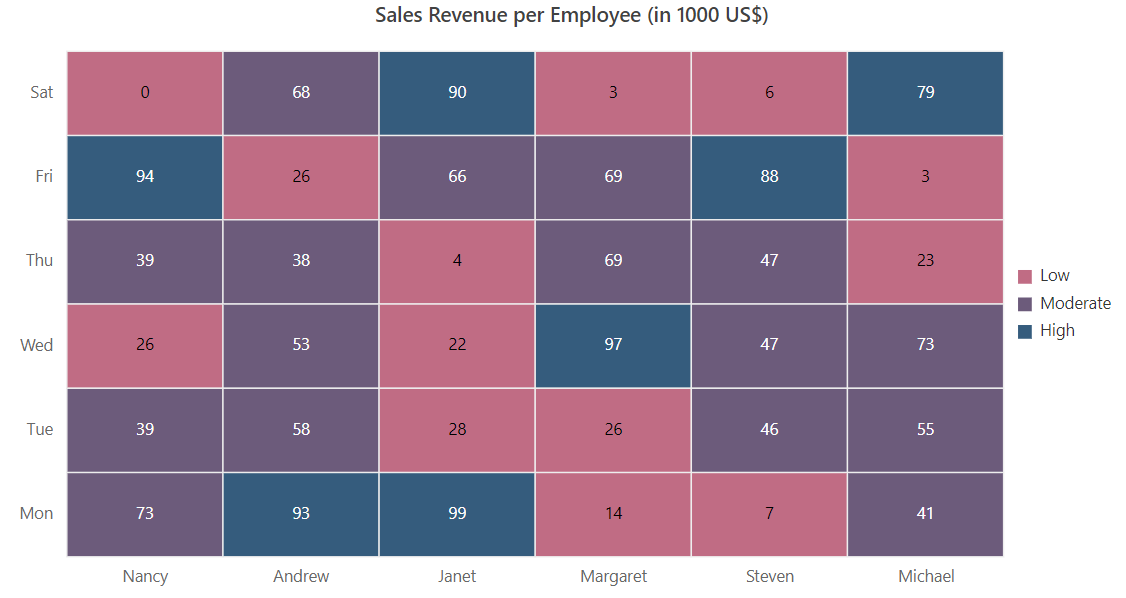 Sales Revenue per Employee (in 1000 US$)
Sat 0 68 90 3 6 79
Fri 94 26 66 69 88 3
Thu 39 38 4 69 47 23
Wed 26 53 22 97 47 73
Tue 39 58 28 26 46 55
Mon 73 93 99 14 7 41
Nancy Andrew Janet Margaret Steven Michael
Low
Moderate
High